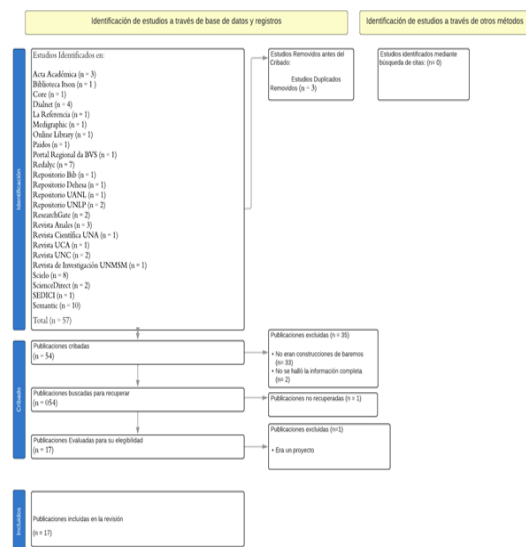 Identificación de estudios a través de base de datos y registros
Identificación de estudios a través de otros métodos
Identificación
Estudios Identificados en:
Acta Académica (n = 3)
Biblioteca Itson (n = 1 )
Core (n = 1)
Dialnet (n = 4)
La Referencia (n = 1)
Medigraphic (n = 1)
Online Library (n = 1)
Paidos (n = 1)
Portal Regional da BVS (n = 1)
Redalyc (n = 7)
Repositorio Bib (n = 1)
Repositorio Dehesa (n = 1)
Repositorio UANL (n = 1)
Repositorio UNLP (n = 2)
ResearchGate (n = 2)
Revista Anales (n = 3)
Revista Científica UNA (n = 1)
Revista UCA (n = 1)
Revista UNC (n = 2)
Revista de Investigación UNMSM (n = 1)
Scielo (n = 8)
ScienceDirect (n = 2)
SEDICI (n = 1)
Semantic (n = 10)
Total (n = 57)
Estudios Removidos antes del
Cribado:
Estudios Duplicados
Removidos (n = 3)
Estudios identificados mediante
búsqueda de citas: (n= 0)
Cribado
Publicaciones cribadas
(n = 54)
Publicaciones excluidas (n = 35)
• No eran construcciones de baremos
(n= 33)
• No se halló la información completa
(n= 2)
Publicaciones buscadas para recuperar
(n = 054)
Publicaciones no recuperadas (n = 1)
Publicaciones Evaluadas para su elegibilidad
(n = 17)
Publicaciones excluidas (n=1)
• Era un proyecto
Incluidos
Publicaciones incluidas en la revisión
(n = 17)